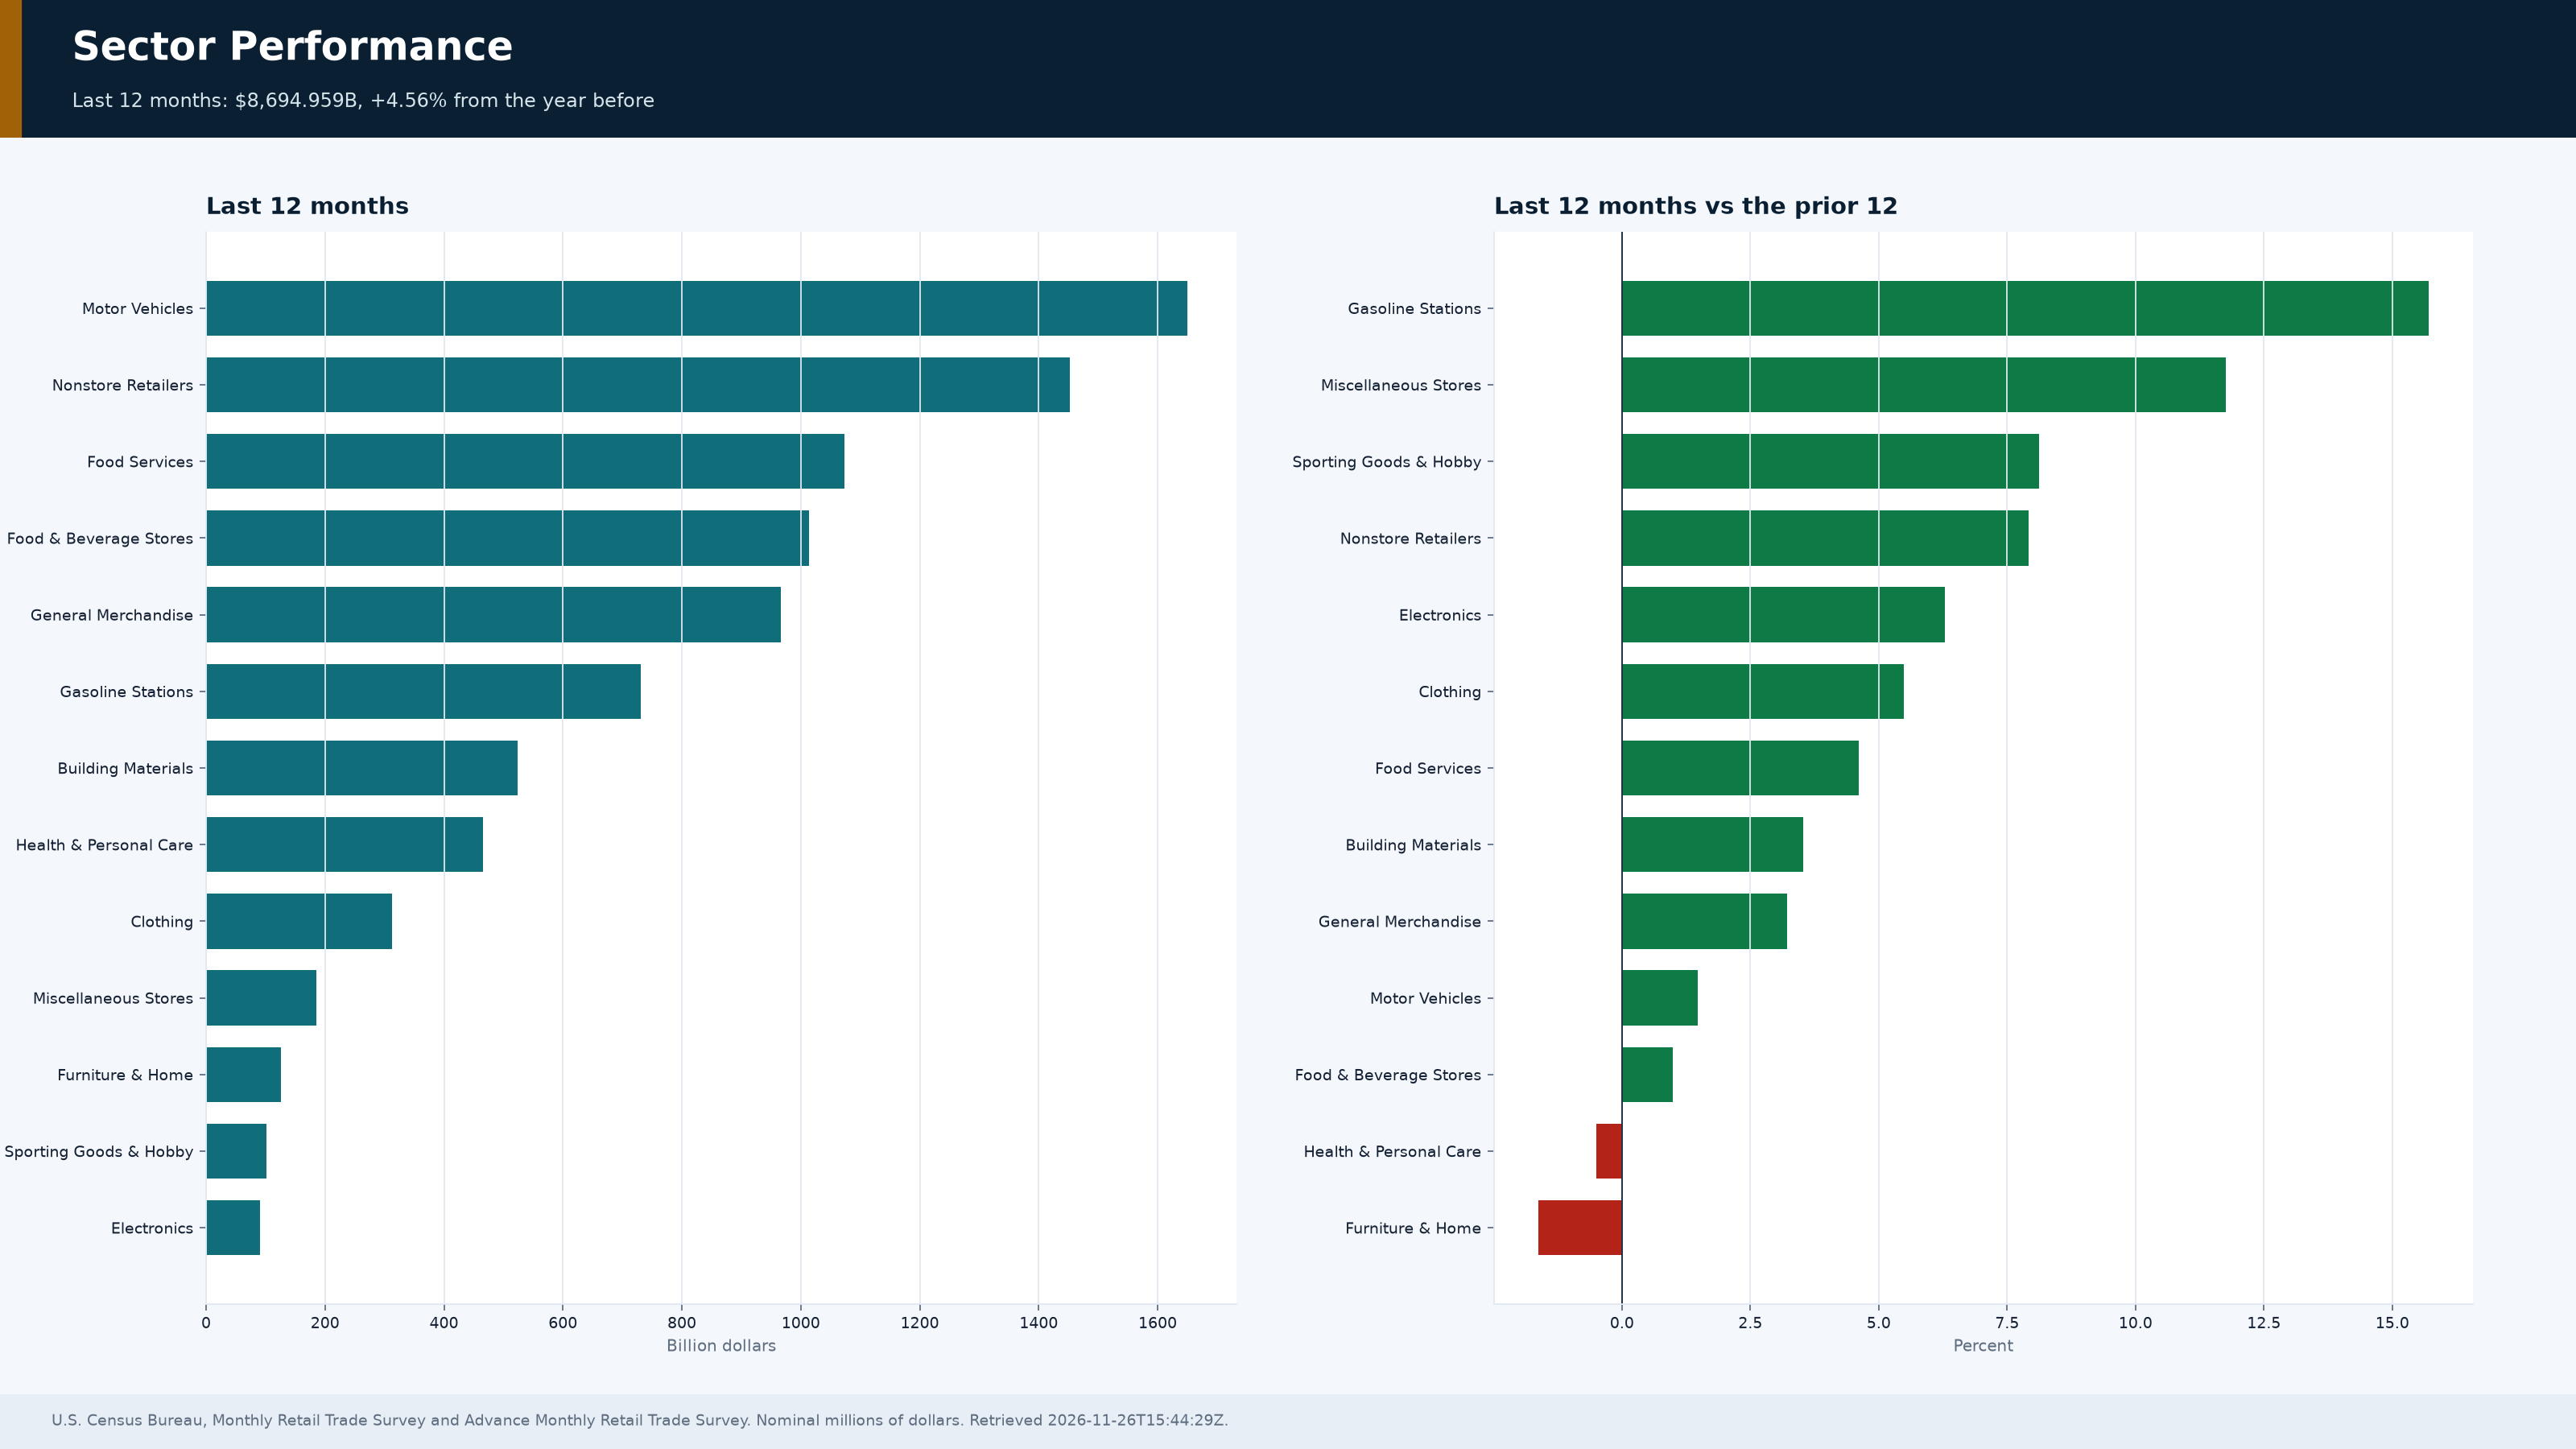 Sector Performance
Last 12 months: $8,694.959B, +4.56% from the year before
Last 12 months
Motor Vehicles
Nonstore Retailers
Food Services
Food & Beverage Stores
General Merchandise
Gasoline Stations
Building Materials
Health & Personal Care
Clothing
Miscellaneous Stores
Furniture & Home
Sporting Goods & Hobby
Electronics
0 200 400 600 800 1000 1200 1400 1600
Billion dollars
Last 12 months vs the prior 12
Gasoline Stations
Miscellaneous Stores
Sporting Goods & Hobby
Nonstore Retailers
Electronics
Clothing
Food Services
Building Materials
General Merchandise
Motor Vehicles
Food & Beverage Stores
Health & Personal Care
Furniture & Home
0.0 2.5 5.0 7.5 10.0 12.5 15.0
Percent
U.S. Census Bureau, Monthly Retail Trade Survey and Advance Monthly Retail Trade Survey. Nominal millions of dollars. Retrieved 2026-11-26T15:44:29Z.